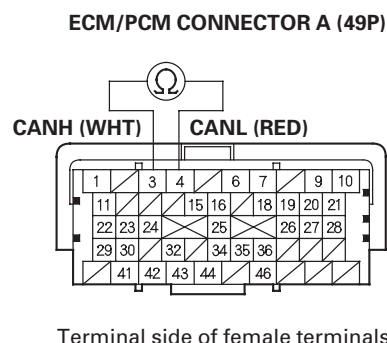 ECM/PCM CONNECTOR A (49P)
Ω
CANH (WHT) CANL (RED)
1 3 4 6 7 9 10
11 15 16 18 19 20 21
22 23 24 25 26 27 28
29 30 32 34 35 36
41 42 43 44 46
Terminal side of female terminals